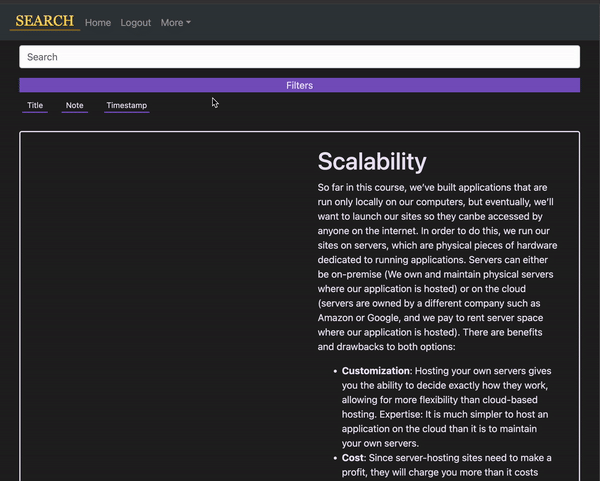 SEARCH Home Logout More
Search
Filters
Title Note Timestamp
Scalability
So far in this course, we've built applications that are
run only locally on our computers, but eventually, we'll
want to launch our sites so they canbe accessed by
anyone on the internet. In order to do this, we run our
sites on servers, which are physical pieces of hardware
dedicated to running applications. Servers can either
be on-premise (We own and maintain physical servers
where our application is hosted) or on the cloud
(servers are owned by a different company such as
Amazon or Google, and we pay to rent server space
where our application is hosted). There are benefits
and drawbacks to both options:
• Customization: Hosting your own servers gives
you the ability to decide exactly how they work,
allowing for more flexibility than cloud-based
hosting. Expertise: It is much simpler to host an
application on the cloud than it is to maintain
your own servers.
• Cost: Since server-hosting sites need to make a
profit, they will charge you more than it costs